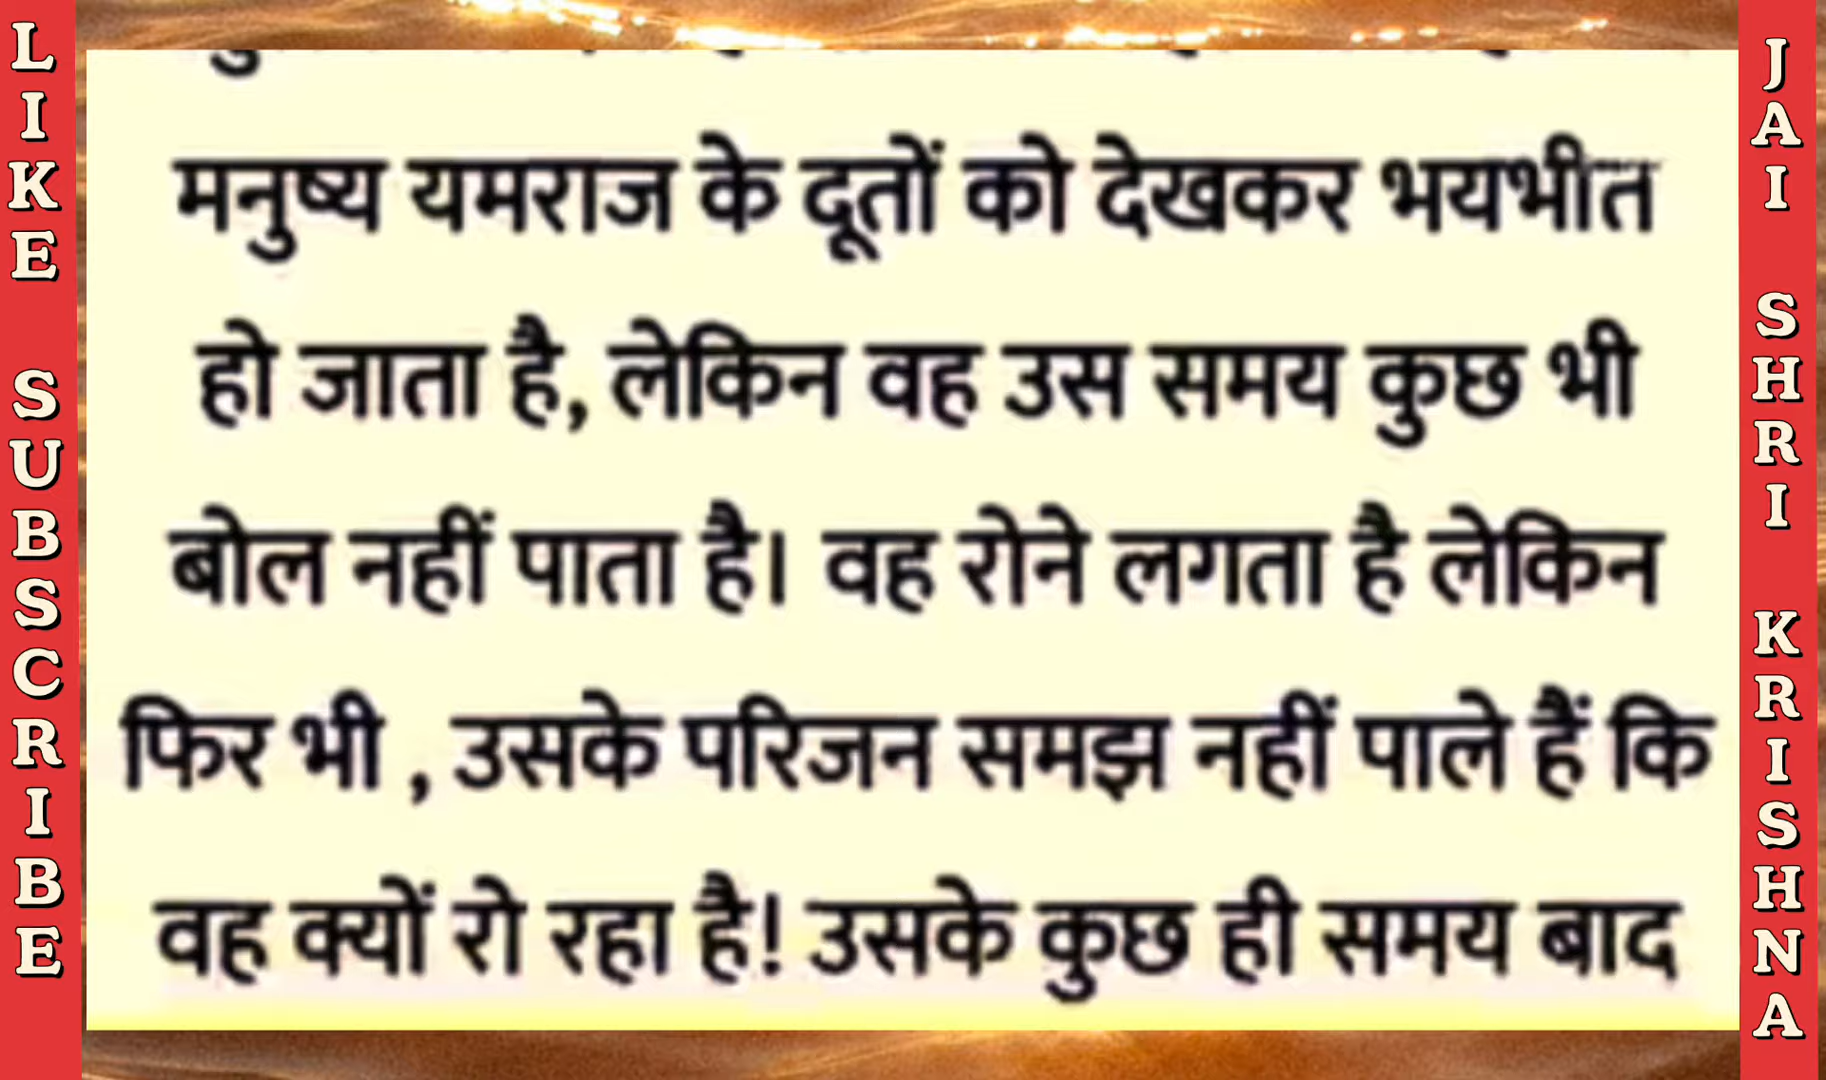 LIKE SUBSCRIBE
मनुष्य यमराज के दूतों को देखकर भयभीत
हो जाता है, लेकिन वह उस समय कुछ भी
बोल नहीं पाता है। वह रोने लगता है लेकिन
फिर भी , उसके परिजन समझ नहीं पाले हैं कि
वह क्यों रो रहा है! उसके कुछ ही समय बाद
JAI SHRI KRISHNA